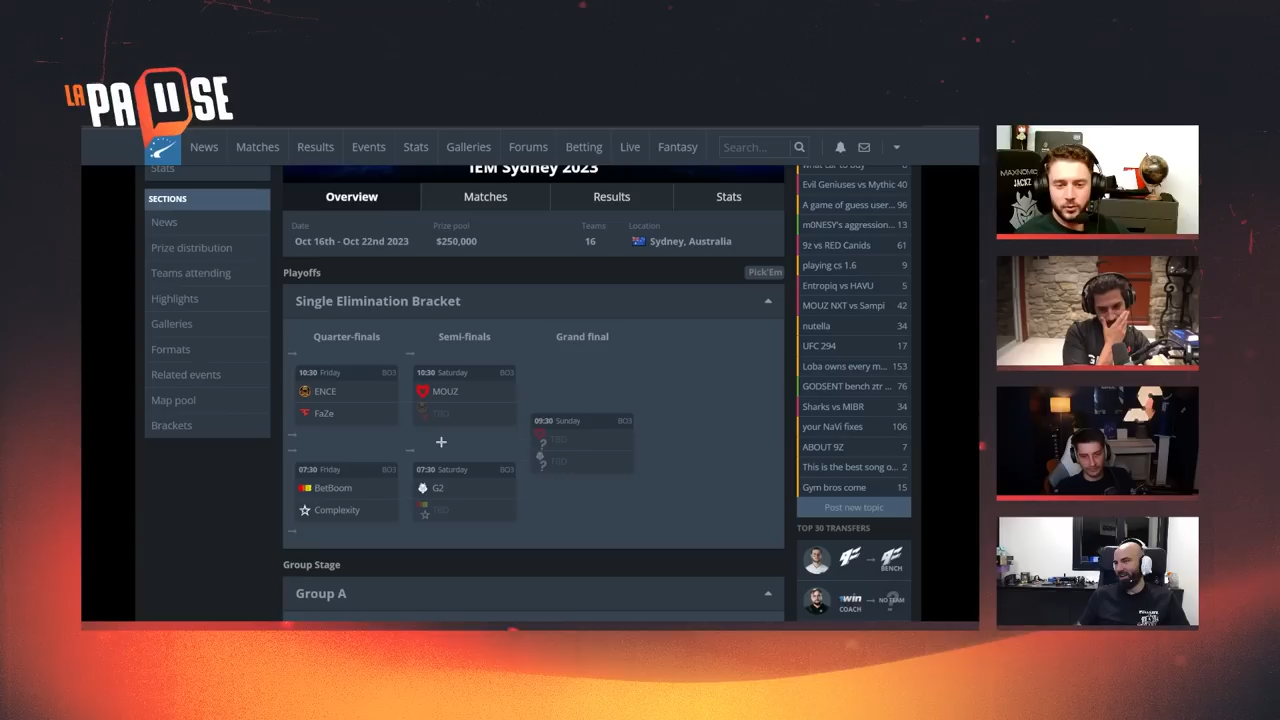 LA PAUSE
News Matches Results Events Stats Galleries Forums Betting Live Fantasy Search...
Stats
SECTIONS
News
Prize distribution
Teams attending
Highlights
Galleries
Formats
Related events
Map pool
Brackets
IEM Sydney 2023
Overview Matches Results Stats
Date Prize pool Teams Location
Oct 16th - Oct 22nd 2023 $250,000 16 Sydney, Australia
Playoffs Pick'Em
Single Elimination Bracket
Quarter-finals Semi-finals Grand final
10:30 Friday BO3
ENCE
FaZe
10:30 Saturday BO3
MOUZ
TBD
09:30 Sunday BO3
TBD
TBD
07:30 Friday BO3
BetBoom
Complexity
07:30 Saturday BO3
G2
TBD
Group Stage
Group A
what car to buy
Evil Geniuses vs Mythic 40
A game of guess user... 96
m0NESY's aggression... 13
9z vs RED Canids 61
playing cs 1.6 9
Entropiq vs HAVU 5
MOUZ NXT vs Sampi 42
nutella 34
UFC 294 17
Loba owns every m... 153
GODSENT bench ztr ... 76
Sharks vs MIBR 34
your NaVi fixes 106
ABOUT 9Z 7
This is the best song o... 2
Gym bros come 15
Post new topic
TOP 30 TRANSFERS
BENCH
1WIN
COACH
NO TEAM
MAXNOMIC
JACKZ